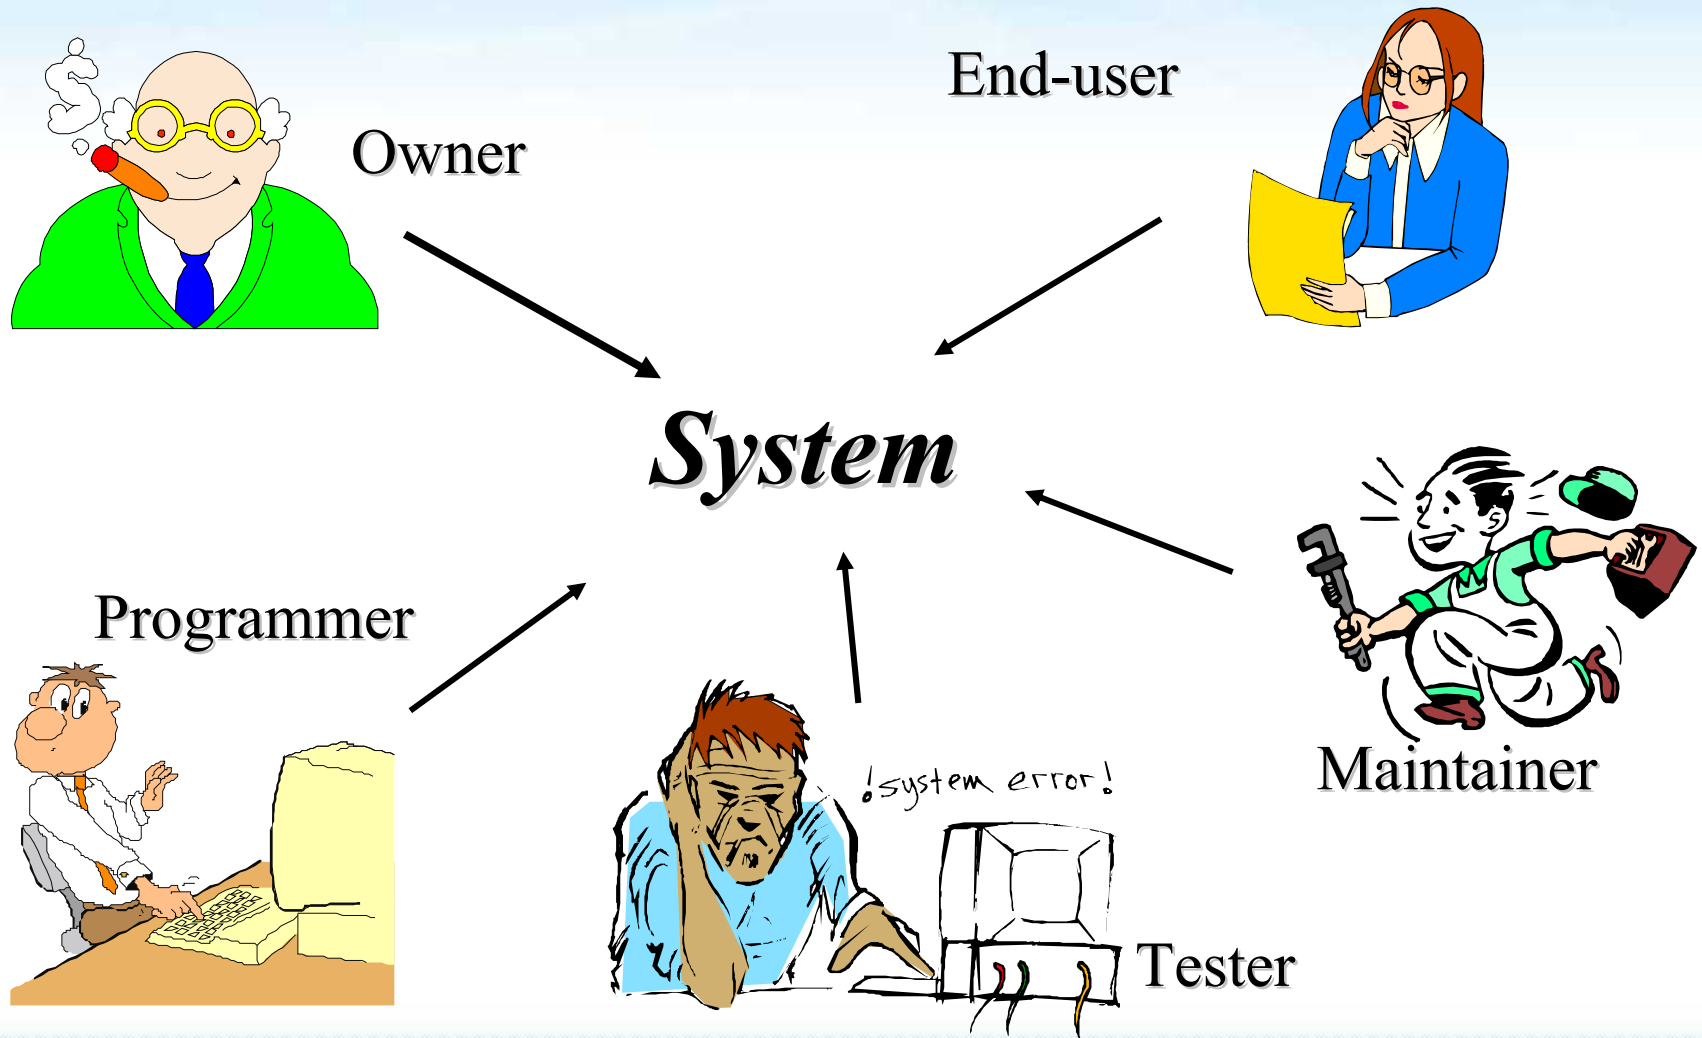 End-user
Owner
System
Programmer
!system error!
Maintainer
Tester